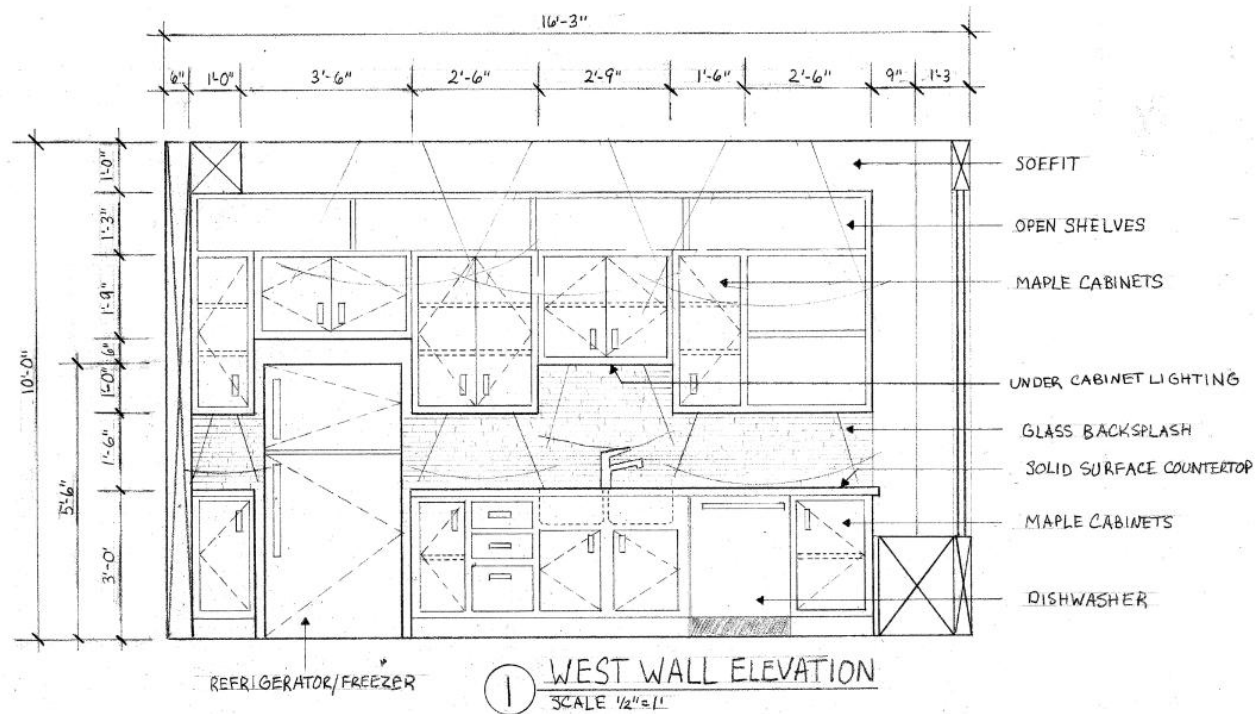 16'-3"
6" 1'-0" 3'-6" 2'-6" 2'-9" 1'-6" 2'-6" 9" 1'-3
1'-0"
1'-3"
1'-9"
6"
1'-0"
1'-6"
3'-0'
10'-0"
5'-6"
SOFFIT
OPEN SHELVES
MAPLE CABINETS
UNDER CABINET LIGHTING
GLASS BACKSPLASH
SOLID SURFACE COUNTERTOP
MAPLE CABINETS
DISHWASHER
REFRIGERATOR/FREEZER
1 WEST WALL ELEVATION
SCALE 1/2"=1'